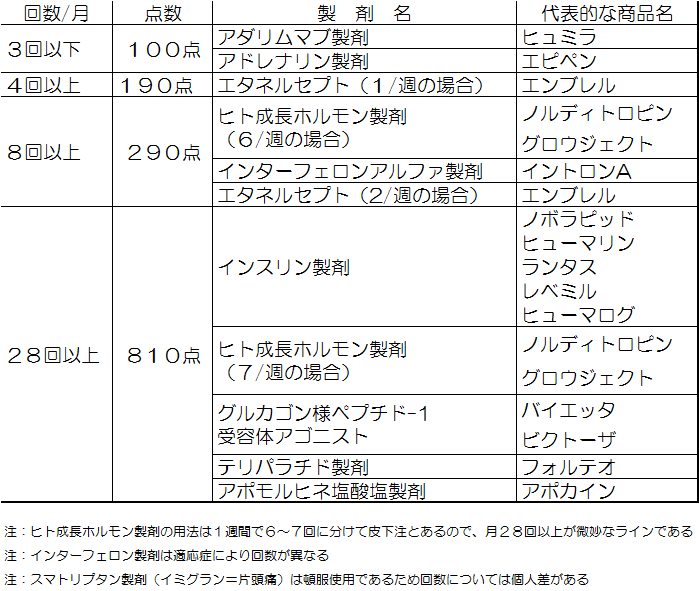 回数/月 点数 製 剤 名 代表的な商品名
3回以下 100点 アダリムマブ製剤 ヒュミラ
アドレナリン製剤 エピペン
4回以上 190点 エタネルセプト（1/週の場合） エンブレル
8回以上 290点 ヒト成長ホルモン製剤
（6/週の場合） ノルディトロピン
グロウジェクト
インターフェロンアルファ製剤 イントロンA
エタネルセプト（2/週の場合） エンブレル
28回以上 810点 インスリン製剤 ノボラピッド
ヒューマリン
ランタス
レベミル
ヒューマログ
ヒト成長ホルモン製剤
（7/週の場合） ノルディトロピン
グロウジェクト
グルカゴン様ペプチド-1
受容体アゴニスト バイエッタ
ビクトーザ
テリパラチド製剤 フォルテオ
アポモルヒネ塩酸塩製剤 アポカイン
注：ヒト成長ホルモン製剤の用法は１週間で６～７回に分けて皮下注とあるので、月２８回以上が微妙なラインである
注：インターフェロン製剤は適応症により回数が異なる
注：スマトリプタン製剤（イミグラン＝片頭痛）は頓服使用であるため回数については個人差がある